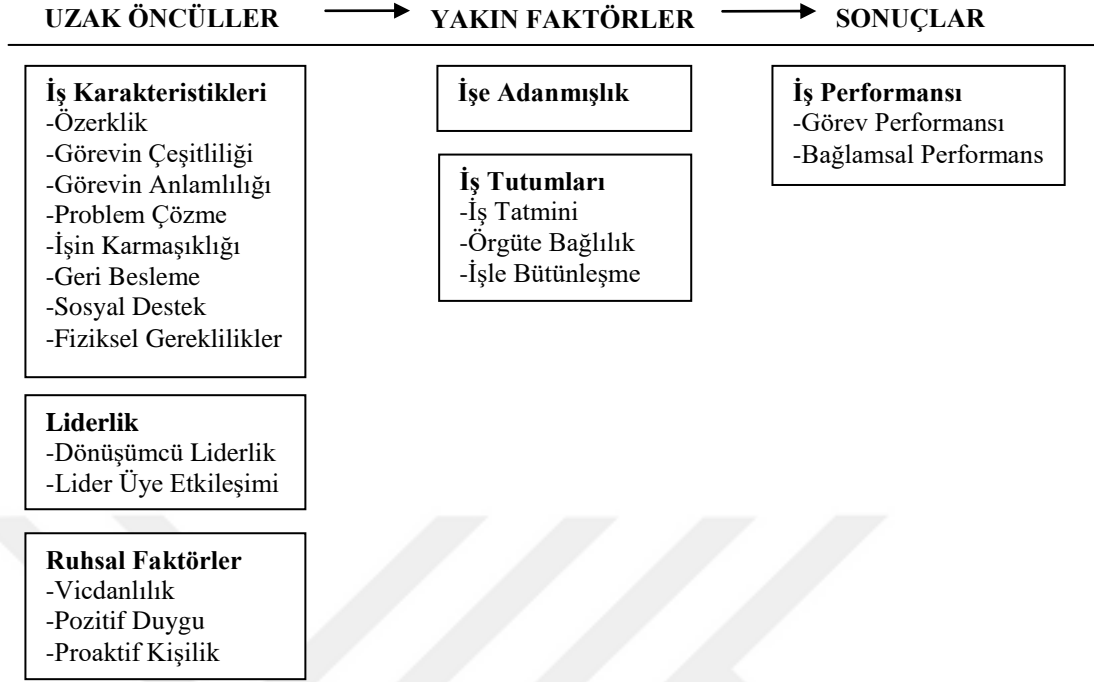 UZAK ÖNCÜLLER
YAKIN FAKTÖRLER
SONUÇLAR
İş Karakteristikleri
-Özerklik
-Görevin Çeşitliliği
-Görevin Anlamlılığı
-Problem Çözme
-İşin Karmaşıklığı
-Geri Besleme
-Sosyal Destek
-Fiziksel Gereklilikler
Liderlik
-Dönüşümcü Liderlik
-Lider Üye Etkileşimi
Ruhsal Faktörler
-Vicdanlılık
-Pozitif Duygu
-Proaktif Kişilik
İşe Adanmışlık
İş Tutumları
-İş Tatmini
-Örgüte Bağlılık
-İşle Bütünleşme
İş Performansı
-Görev Performansı
-Bağlamsal Performans